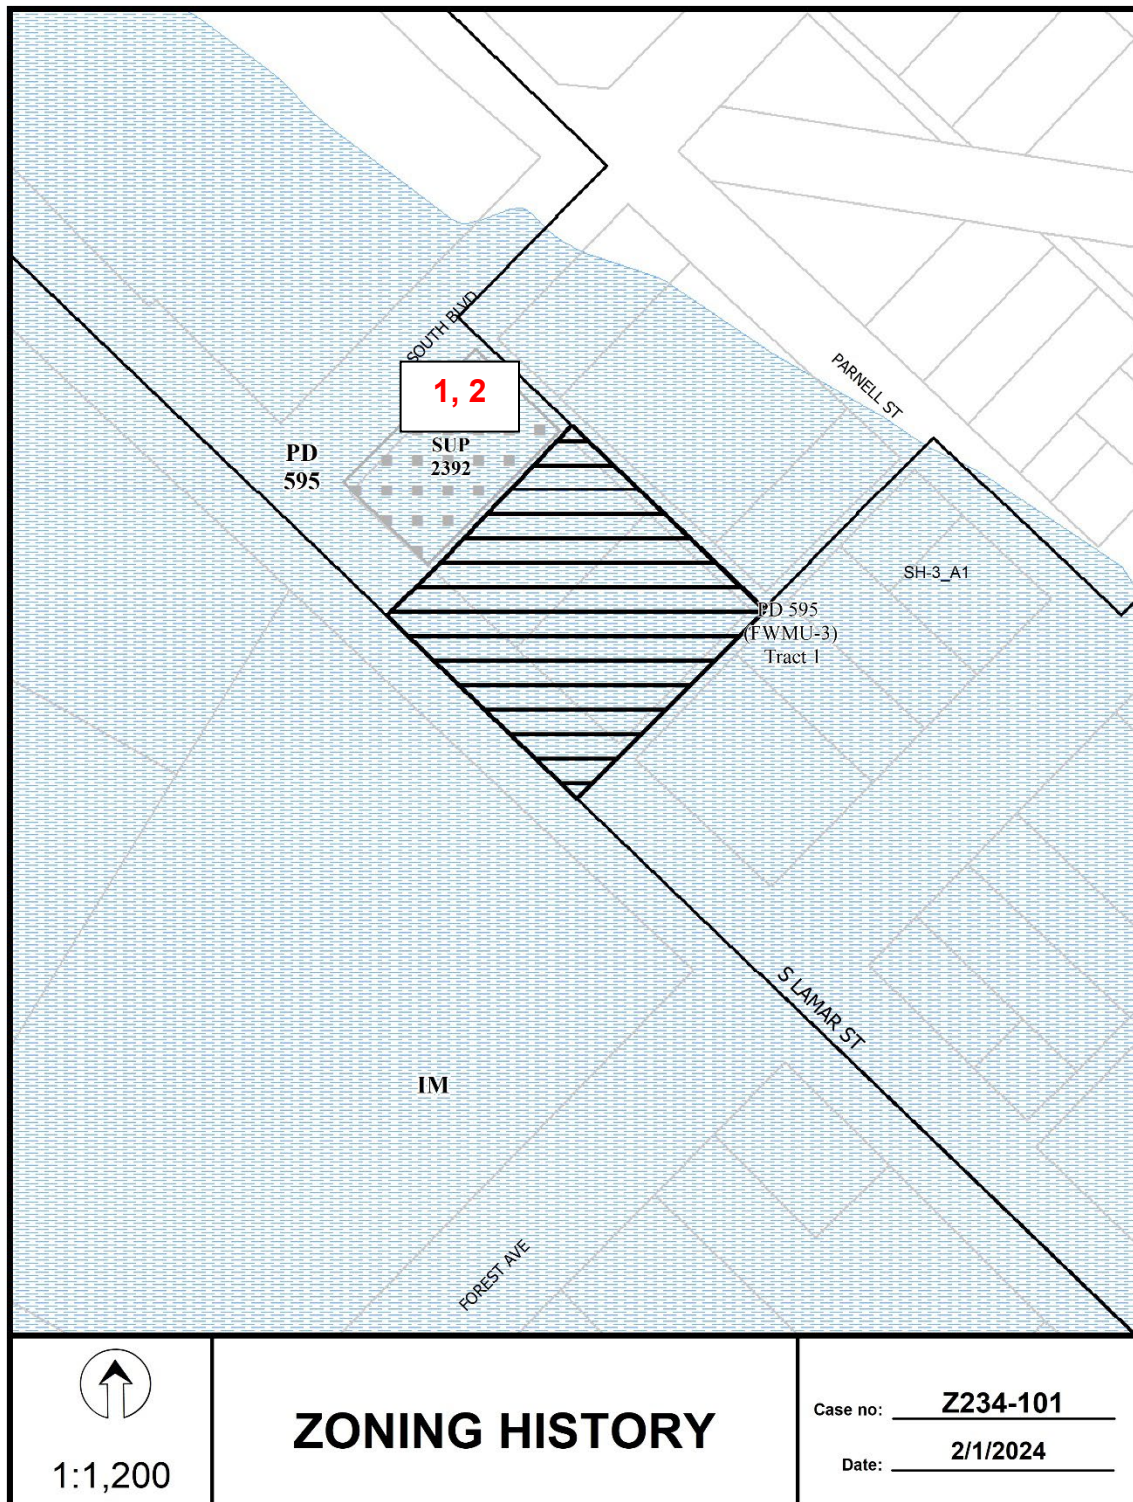 SOUTH BLVD
1, 2
PARNELL ST
SUP
2392
PD
595
SH-3_A1
PD 595
(FWMU-3)
Tract 1
S LAMAR ST
IM
FOREST AVE
1:1,200
ZONING HISTORY
Case no: Z234-101
Date: 2/1/2024